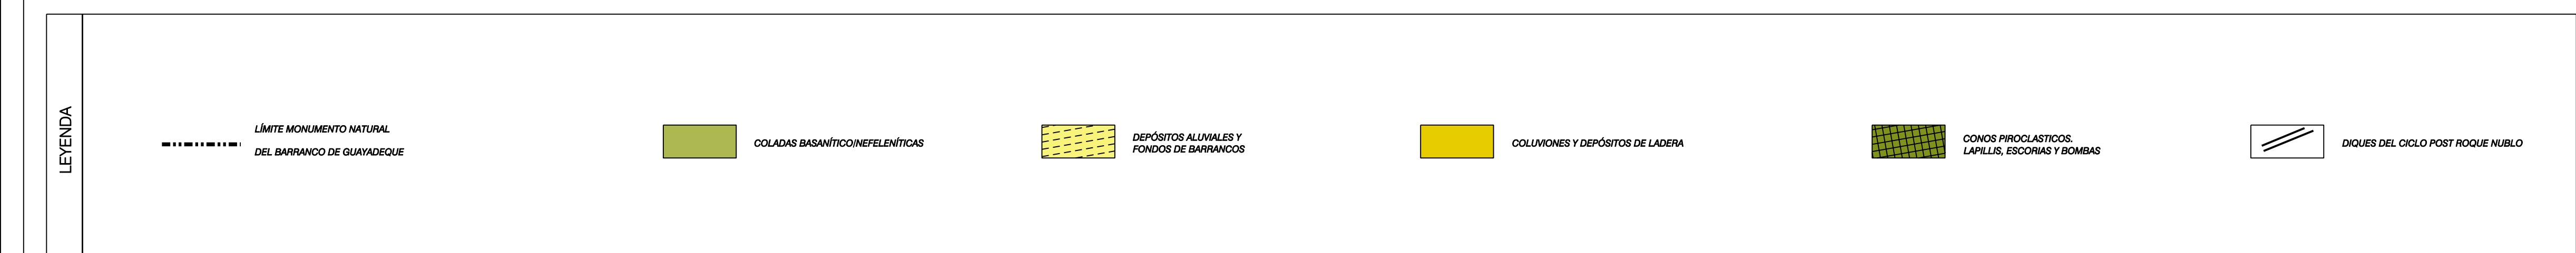 LEYENDA
LÍMITE MONUMENTO NATURAL
DEL BARRANCO DE GUAYADEQUE
COLADAS BASANÍTICO/NEFELENÍTICAS
DEPÓSITOS ALUVIALES Y
FONDOS DE BARRANCOS
COLUVIONES Y DEPÓSITOS DE LADERA
CONOS PIROCLASTICOS.
LAPILLIS, ESCORIAS Y BOMBAS
DIQUES DEL CICLO POST ROQUE NUBLO